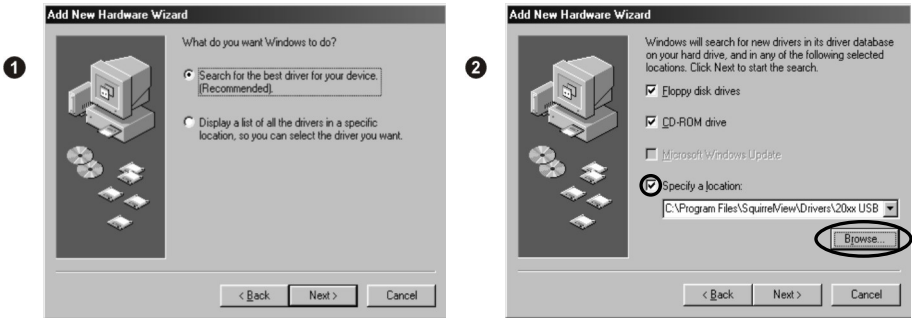 Add New Hardware Wizard
❶
What do you want Windows to do?
Search for the best driver for your device.
(Recommended).
Display a list of all the drivers in a specific
location, so you can select the driver you want.
< Back
Next >
Cancel
Add New Hardware Wizard
❷
Windows will search for new drivers in its driver database
on your hard drive, and in any of the following selected
locations. Click Next to start the search.
Floppy disk drives
CD-ROM drive
Microsoft Windows Update
Specify a location:
C:\Program Files\SquirrelView\Drivers\20xx USB
Browse...
< Back
Next >
Cancel